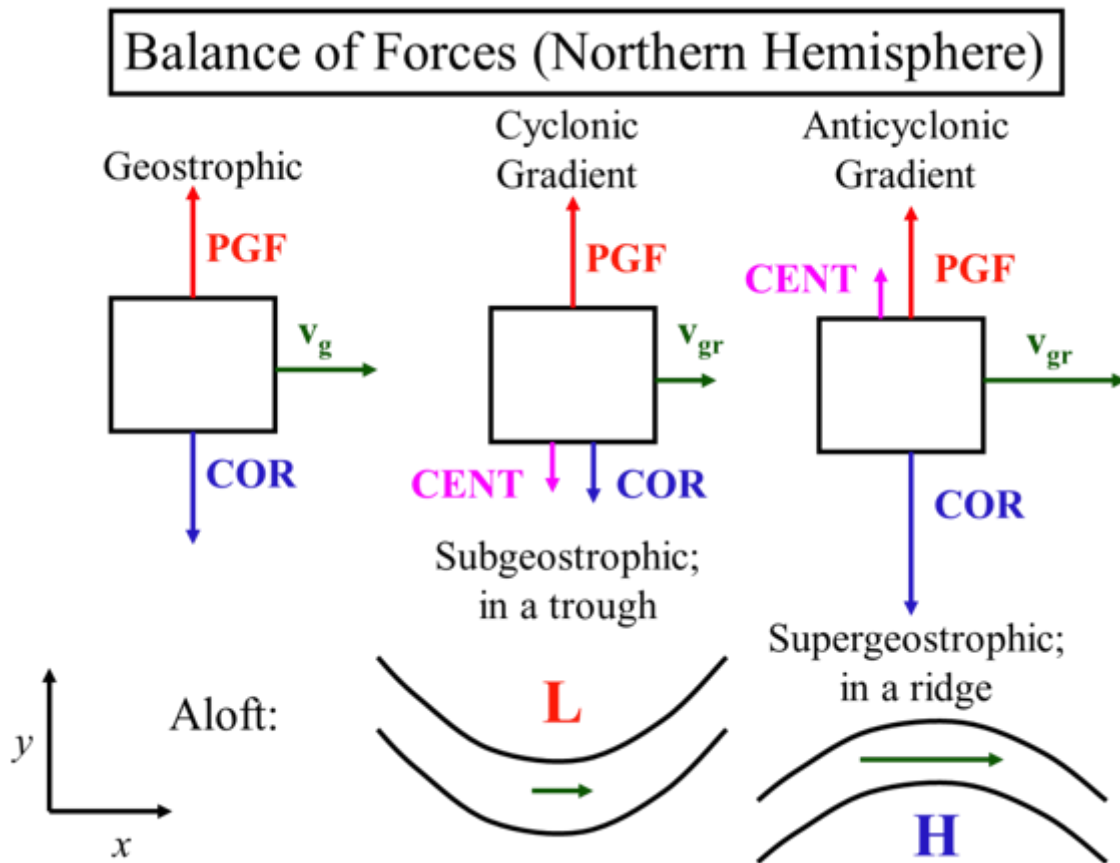 Balance of Forces (Northern Hemisphere)
Geostrophic
PGF
v_g
COR
Cyclonic
Gradient
PGF
v_gr
CENT
COR
Subgeostrophic;
in a trough
Anticyclonic
Gradient
CENT
PGF
v_gr
COR
Supergeostrophic;
in a ridge
y
x
Aloft:
L
H